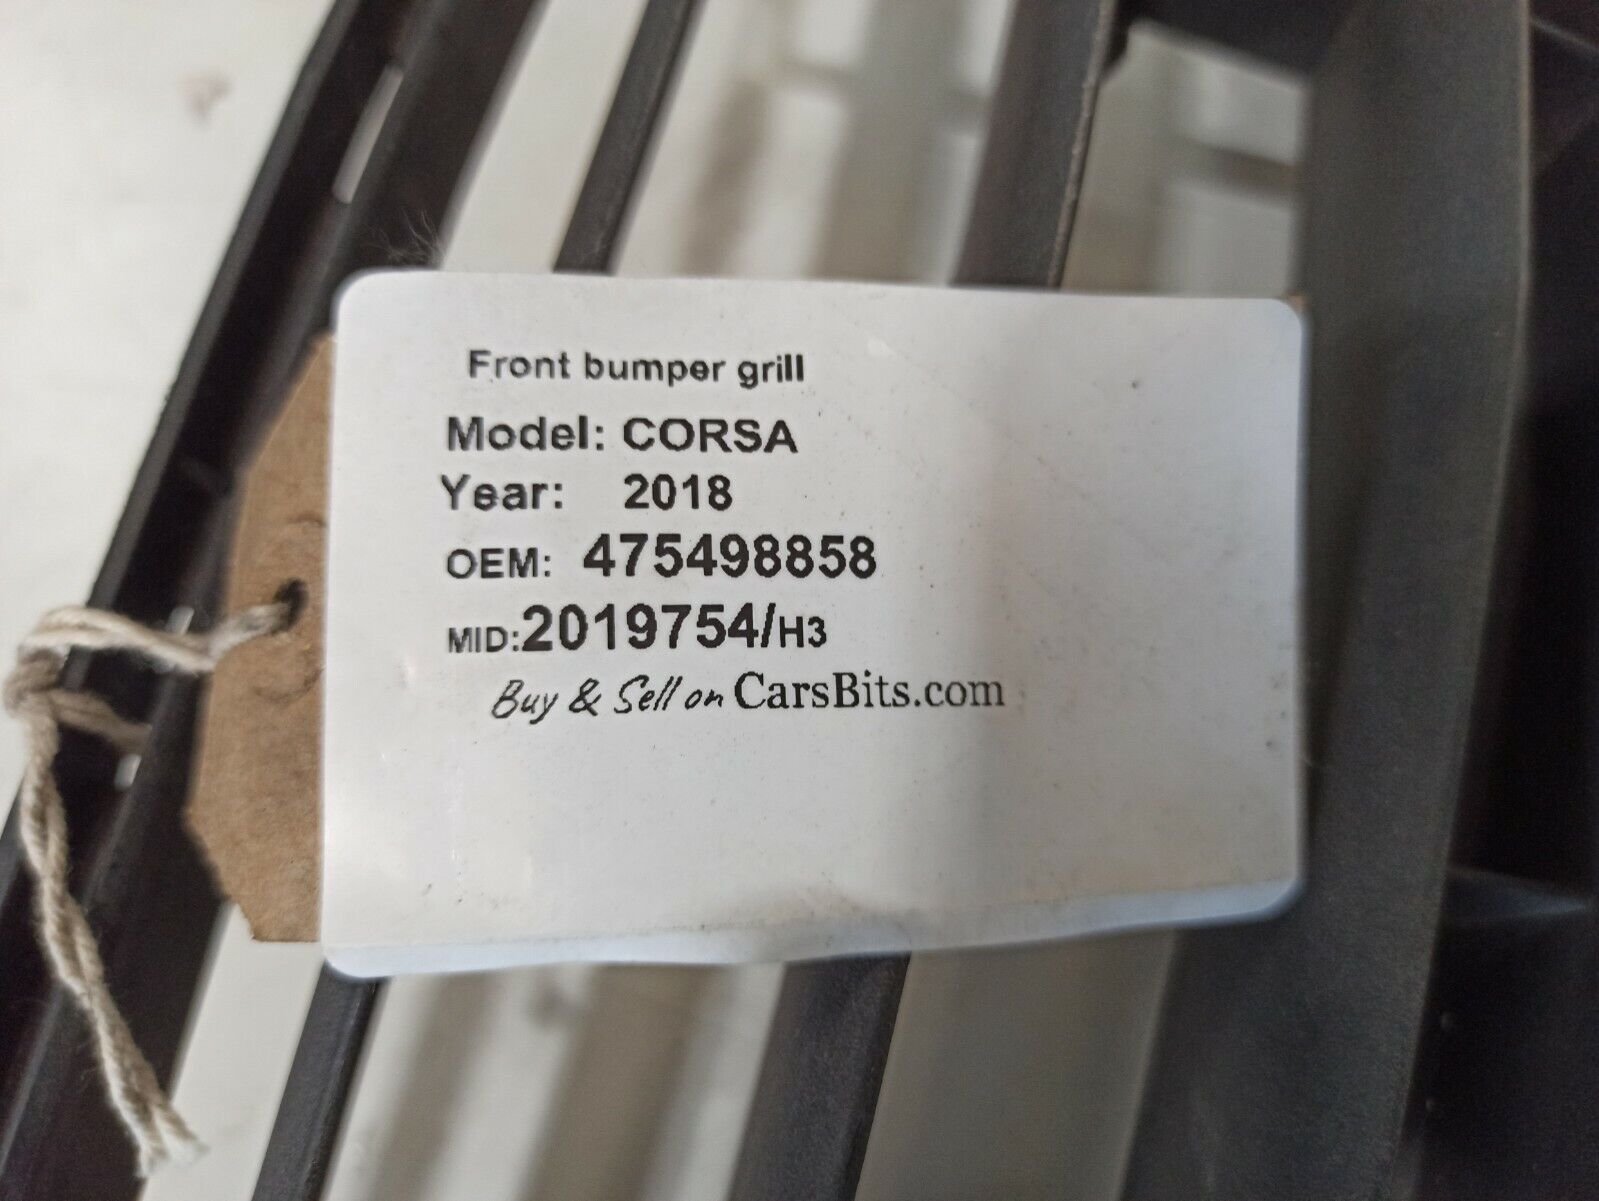 Front bumper grill
Model: CORSA
Year: 2018
OEM: 475498858
MID:2019754/H3
Buy & Sell on CarsBits.com